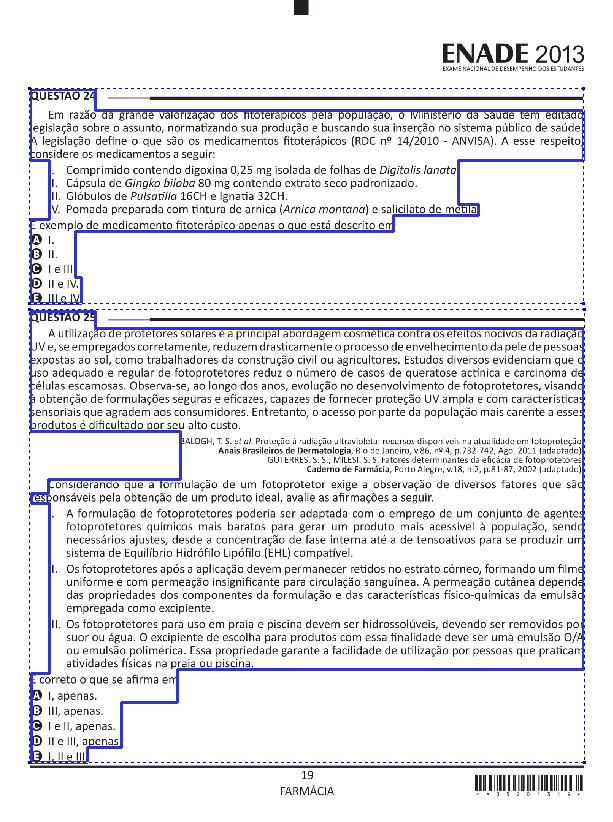 ENADE 2013
EXAME NACIONAL DE DESEMPENHO DOS ESTUDANTES
QUESTÃO 24
Em razão da grande valorização dos fitoterápicos pela população, o Ministério da Saúde tem editado
legislação sobre o assunto, normatizando sua produção e buscando sua inserção no sistema público de saúde.
A legislação define o que são os medicamentos fitoterápicos (RDC nº 14/2010 - ANVISA). A esse respeito,
considere os medicamentos a seguir:
I. Comprimido contendo digoxina 0,25 mg isolada de folhas de Digitalis lanata.
II. Cápsula de Gingko biloba 80 mg contendo extrato seco padronizado.
III. Glóbulos de Pulsatilla 16CH e Ignatia 32CH.
IV. Pomada preparada com tintura de arnica (Arnica montana) e salicilato de metila.
É exemplo de medicamento fitoterápico apenas o que está descrito em
A I.
B II.
C I e III.
D II e IV.
E III e IV.
QUESTÃO 25
A utilização de protetores solares é a principal abordagem cosmética contra os efeitos nocivos da radiação
UV e, se empregados corretamente, reduzem drasticamente o processo de envelhecimento da pele de pessoas
expostas ao sol, como trabalhadores da construção civil ou agricultores. Estudos diversos evidenciam que o
uso adequado e regular de fotoprotetores reduz o número de casos de queratose actínica e carcinoma de
células escamosas. Observa-se, ao longo dos anos, evolução no desenvolvimento de fotoprotetores, visando
à obtenção de formulações seguras e eficazes, capazes de fornecer proteção UV ampla e com características
sensoriais que agradem aos consumidores. Entretanto, o acesso por parte da população mais carente a esses
produtos é dificultado por seu alto custo.
BALOGH, T. S. et al. Proteção à radiação ultravioleta: recursos disponíveis na atualidade em fotoproteção.
Anais Brasileiros de Dermatologia, Rio de Janeiro, v.86, nº 4, p.732-742, Ago. 2011 (adaptado).
GUTERRES, S. S.; MILESI, S. S. Fatores determinantes da eficácia de fotoprotetores.
Caderno de Farmácia, Porto Alegre, v.18, n.2, p.81-87, 2002 (adaptado).
Considerando que a formulação de um fotoprotetor exige a observação de diversos fatores que são
responsáveis pela obtenção de um produto ideal, avalie as afirmações a seguir.
I. A formulação de fotoprotetores poderia ser adaptada com o emprego de um conjunto de agentes
fotoprotetores químicos mais baratos para gerar um produto mais acessível à população, sendo
necessários ajustes, desde a concentração de fase interna até a de tensoativos para se produzir um
sistema de Equilíbrio Hidrófilo Lipófilo (EHL) compatível.
II. Os fotoprotetores após a aplicação devem permanecer retidos no estrato córneo, formando um filme
uniforme e com permeação insignificante para circulação sanguínea. A permeação cutânea depende
das propriedades dos componentes da formulação e das características físico-químicas da emulsão
empregada como excipiente.
III. Os fotoprotetores para uso em praia e piscina devem ser hidrossolúveis, devendo ser removidos por
suor ou água. O excipiente de escolha para produtos com essa finalidade deve ser uma emulsão O/A
ou emulsão polimérica. Essa propriedade garante a facilidade de utilização por pessoas que praticam
atividades físicas na praia ou piscina.
É correto o que se afirma em
A I, apenas.
B III, apenas.
C I e II, apenas.
D II e III, apenas.
E I, II e III.
19
FARMÁCIA